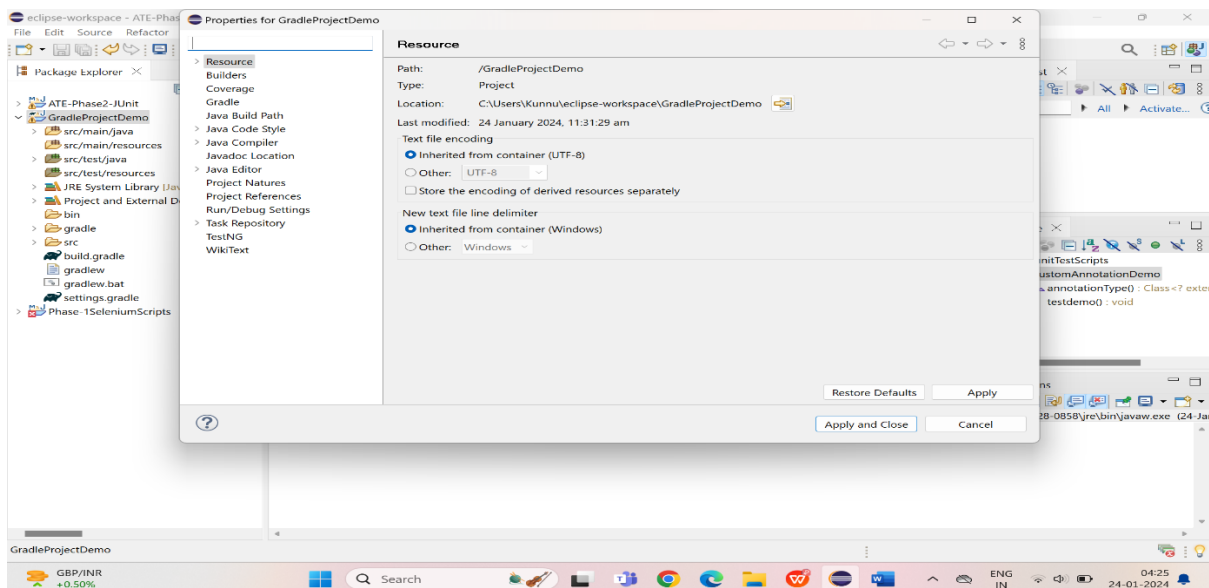 eclipse-workspace - ATE-Phas
File Edit Source Refactor
Package Explorer
ATE-Phase2-JUnit
GradleProjectDemo
src/main/java
src/main/resources
src/test/java
src/test/resources
JRE System Library [Jav
Project and External D
bin
gradle
src
build.gradle
gradlew
gradlew.bat
settings.gradle
Phase-1SeleniumScripts
Properties for GradleProjectDemo
Resource
Builders
Coverage
Gradle
Java Build Path
Java Code Style
Java Compiler
Javadoc Location
Java Editor
Project Natures
Project References
Run/Debug Settings
Task Repository
TestNG
WikiText
Resource
Path: /GradleProjectDemo
Type: Project
Location: C:\Users\Kunnu\eclipse-workspace\GradleProjectDemo
Last modified: 24 January 2024, 11:31:29 am
Text file encoding
Inherited from container (UTF-8)
Other: UTF-8
Store the encoding of derived resources separately
New text file line delimiter
Inherited from container (Windows)
Other: Windows
Restore Defaults Apply
Apply and Close Cancel
st
All Activate...
initTestScripts
ustomAnnotationDemo
annotationType() : Class<? exter
testdemo() : void
ns
28-0858\jre\bin\javaw.exe (24-Jan
GradleProjectDemo
GBP/INR
+0.50%
Search
ENG
IN
04:25
24-01-2024